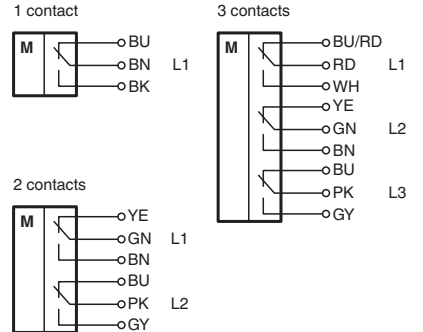 1 contact
M
BU
BN L1
BK
2 contacts
M
YE
GN L1
BN
BU
PK L2
GY
3 contacts
M
BU/RD
RD L1
WH
YE
GN L2
BN
BU
PK L3
GY